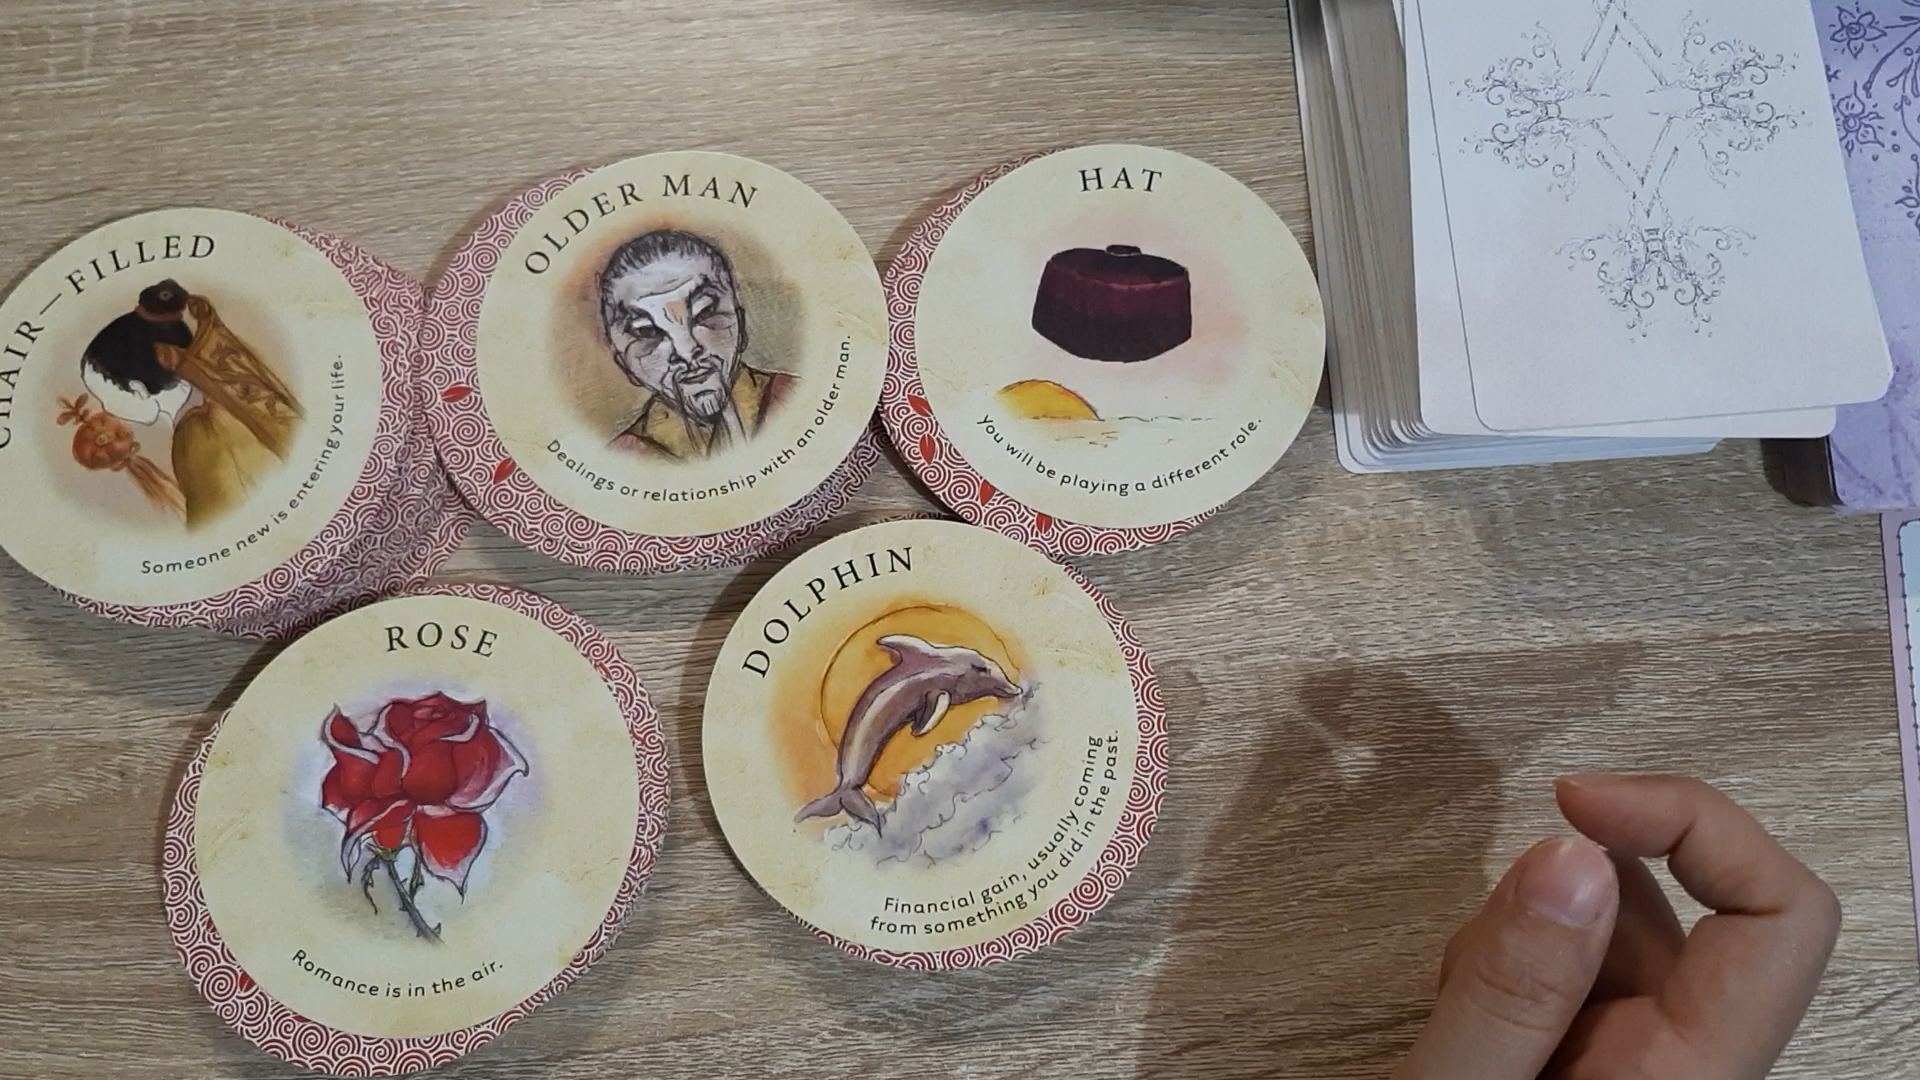 CHAIR—FILLED
Someone new is entering your life.
OLDER MAN
Dealings or relationship with an older man.
HAT
You will be playing a different role.
ROSE
Romance is in the air.
DOLPHIN
Financial gain, usually coming
from something you did in the past.